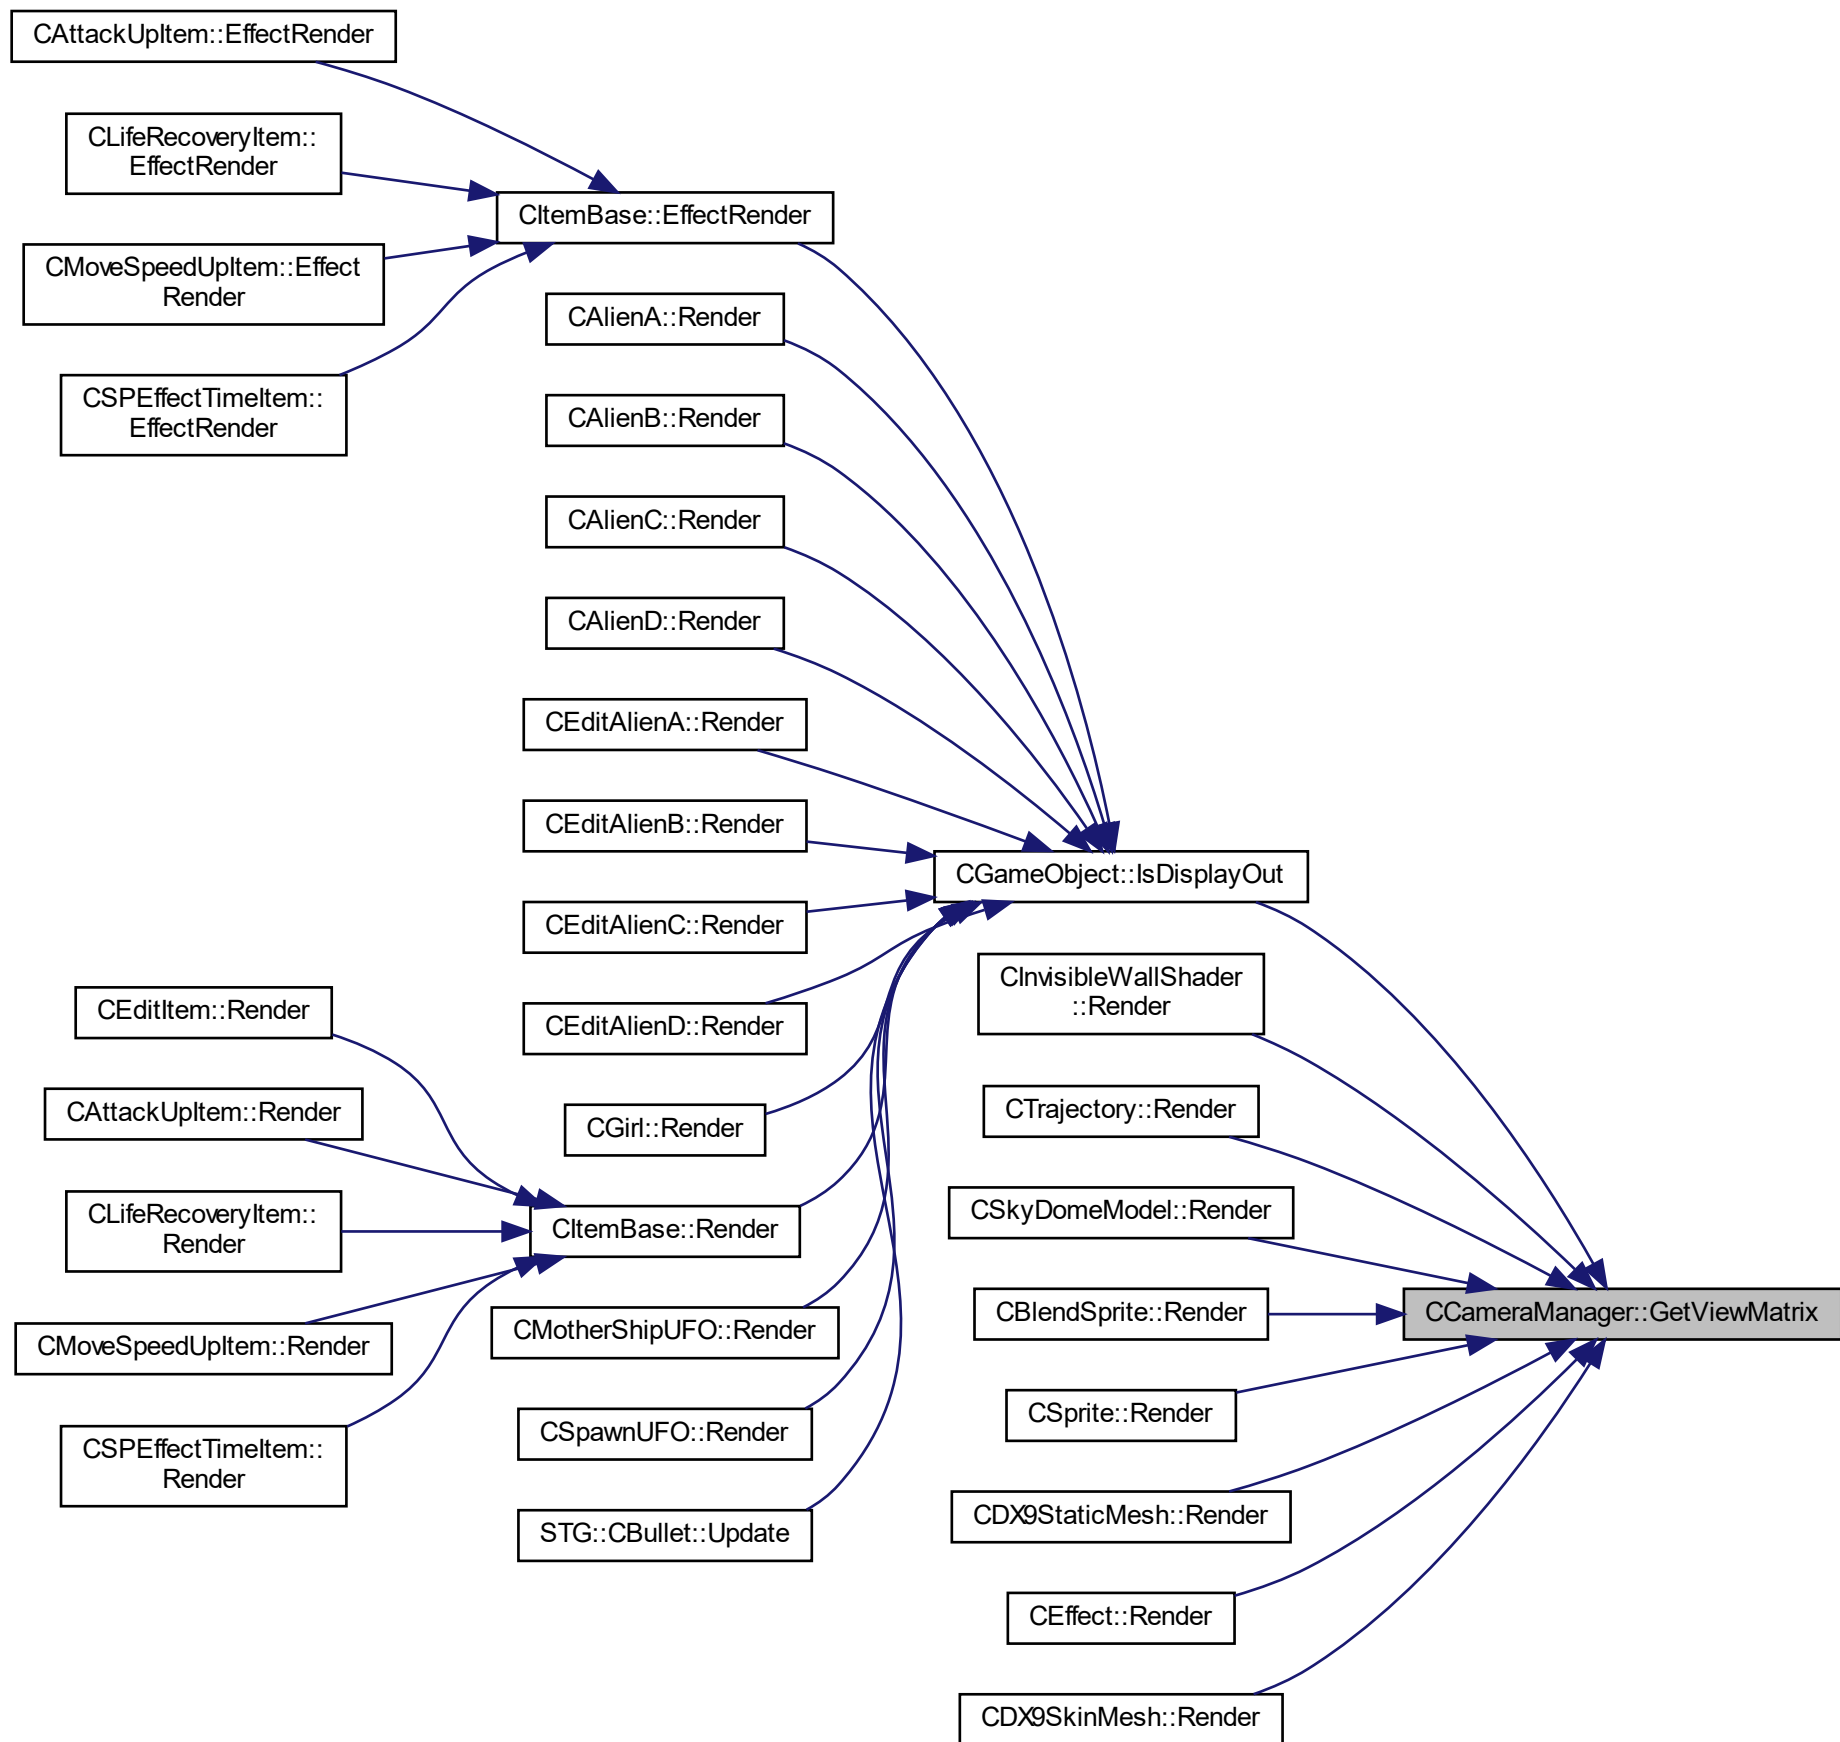 CAttackUpItem::EffectRender
CLifeRecoveryItem::
EffectRender
CItemBase::EffectRender
CMoveSpeedUpItem::Effect
Render
CSPEffectTimeItem::
EffectRender
CAlienA::Render
CAlienB::Render
CAlienC::Render
CAlienD::Render
CEditAlienA::Render
CEditAlienB::Render
CEditAlienC::Render
CEditAlienD::Render
CGirl::Render
CGameObject::IsDisplayOut
CEditItem::Render
CAttackUpItem::Render
CLifeRecoveryItem::
Render
CItemBase::Render
CMoveSpeedUpItem::Render
CSPEffectTimeItem::
Render
CMotherShipUFO::Render
CSpawnUFO::Render
STG::CBullet::Update
CInvisibleWallShader
::Render
CTrajectory::Render
CSkyDomeModel::Render
CBlendSprite::Render
CCameraManager::GetViewMatrix
CSprite::Render
CDX9StaticMesh::Render
CEffect::Render
CDX9SkinMesh::Render